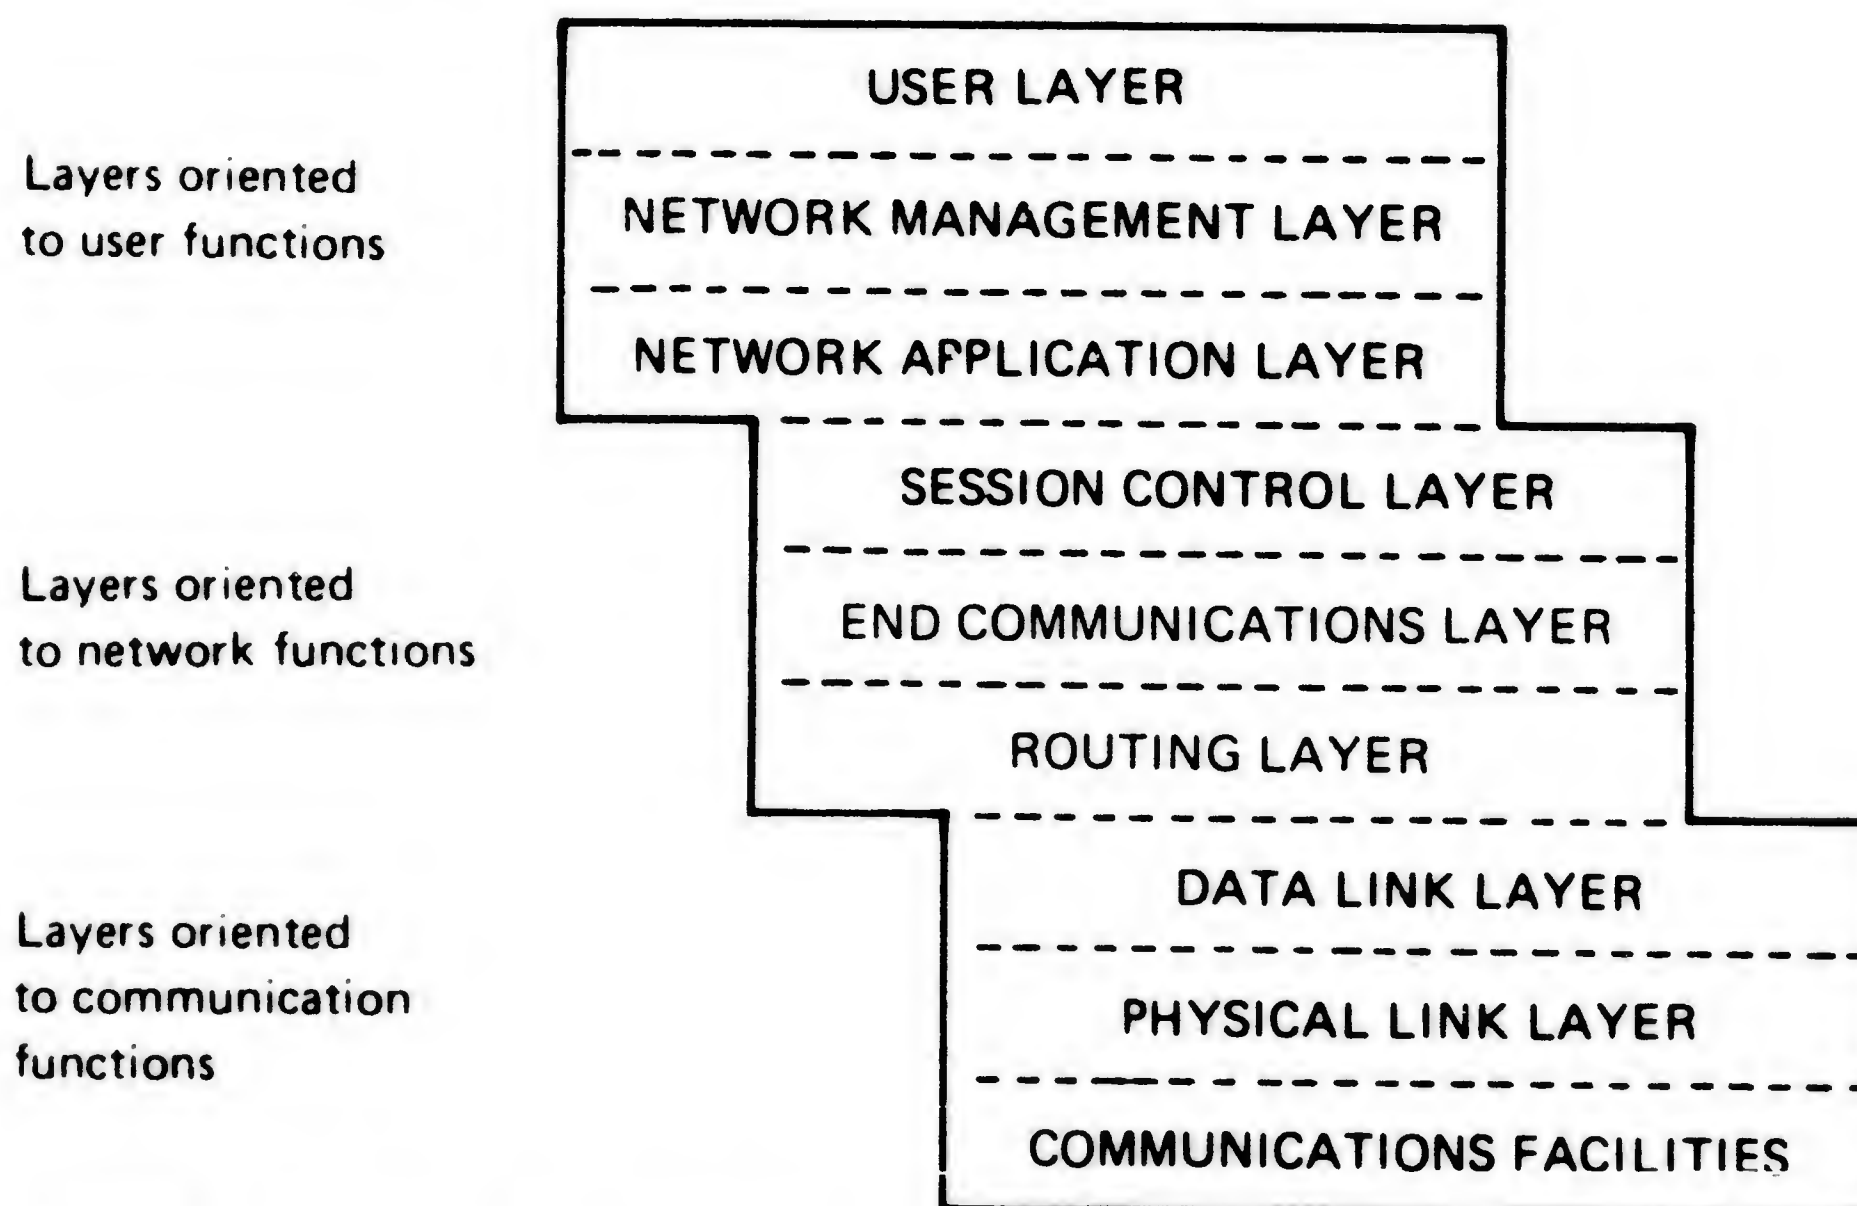 USER LAYER
Layers oriented
to user functions
NETWORK MANAGEMENT LAYER
NETWORK APPLICATION LAYER
SESSION CONTROL LAYER
Layers oriented
to network functions
END COMMUNICATIONS LAYER
ROUTING LAYER
DATA LINK LAYER
Layers oriented
to communication
functions
PHYSICAL LINK LAYER
COMMUNICATIONS FACILITIES